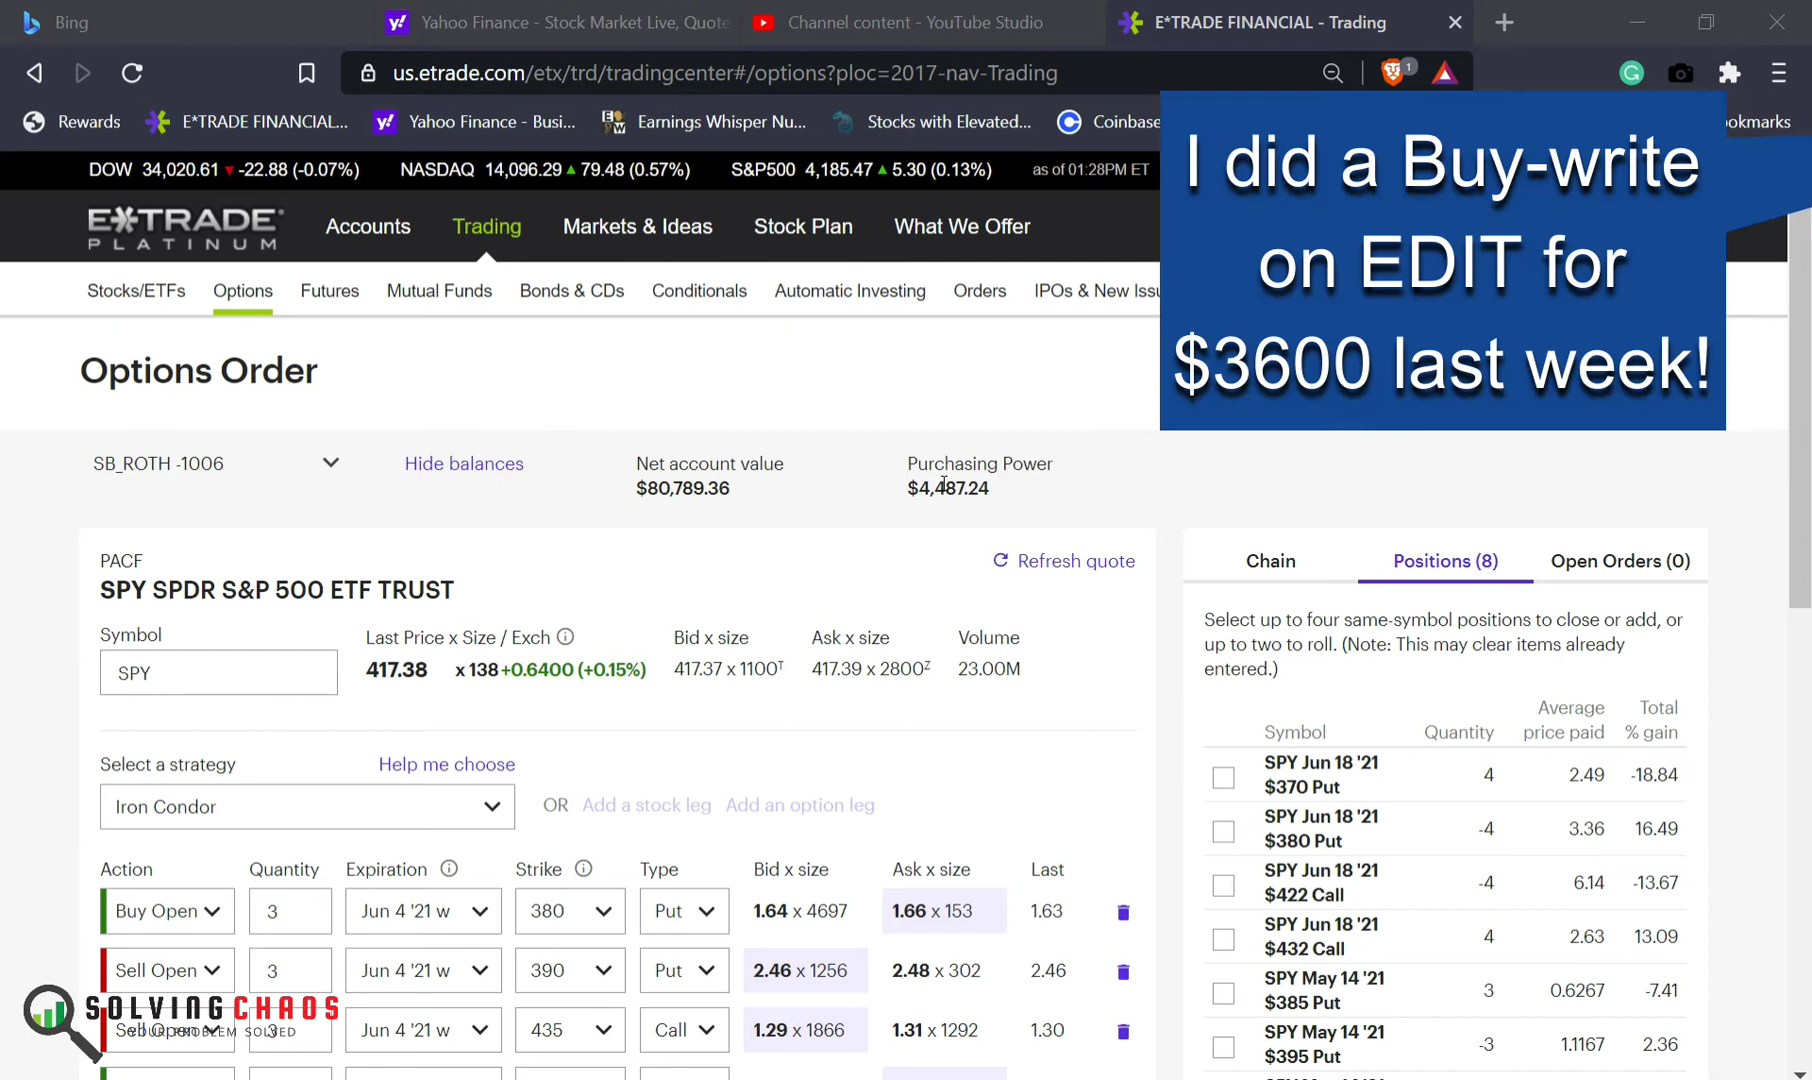 Bing
Yahoo Finance - Stock Market Live, Quote
Channel content - YouTube Studio
E*TRADE FINANCIAL - Trading
us.etrade.com/etx/trd/tradingcenter#/options?ploc=2017-nav-Trading
1
Rewards
E*TRADE FINANCIAL...
Yahoo Finance - Busi...
Earnings Whisper Nu...
Stocks with Elevated...
Coinbase
okmarks
DOW 34,020.61 -22.88 (-0.07%) NASDAQ 14,096.29 79.48 (0.57%) S&P500 4,185.47 5.30 (0.13%) as of 01:28PM ET
I did a Buy-write
on EDIT for
$3600 last week!
E*TRADE
PLATINUM
Accounts Trading Markets & Ideas Stock Plan What We Offer
Stocks/ETFs Options Futures Mutual Funds Bonds & CDs Conditionals Automatic Investing Orders IPOs & New Issu
Options Order
SB_ROTH -1006
Hide balances
Net account value
$80,789.36
Purchasing Power
$4,487.24
PACF
Refresh quote
SPY SPDR S&P 500 ETF TRUST
Symbol Last Price x Size / Exch Bid x size Ask x size Volume
SPY 417.38 x 138 +0.6400 (+0.15%) 417.37 x 1100T 417.39 x 2800Z 23.00M
Select a strategy Help me choose
Iron Condor OR Add a stock leg Add an option leg
Action Quantity Expiration Strike Type Bid x size Ask x size Last
Buy Open 3 Jun 4 '21 w 380 Put 1.64 x 4697 1.66 x 153 1.63
Sell Open 3 Jun 4 '21 w 390 Put 2.46 x 1256 2.48 x 302 2.46
Sell Open 3 Jun 4 '21 w 435 Call 1.29 x 1866 1.31 x 1292 1.30
SOLVING CHAOS
YOUR PROBLEM SOLVED
Chain Positions (8) Open Orders (0)
Select up to four same-symbol positions to close or add, or
up to two to roll. (Note: This may clear items already
entered.)
Average Total
Symbol Quantity price paid % gain
SPY Jun 18 '21
$370 Put 4 2.49 -18.84
SPY Jun 18 '21
$380 Put -4 3.36 16.49
SPY Jun 18 '21
$422 Call -4 6.14 -13.67
SPY Jun 18 '21
$432 Call 4 2.63 13.09
SPY May 14 '21
$385 Put 3 0.6267 -7.41
SPY May 14 '21
$395 Put -3 1.1167 2.36